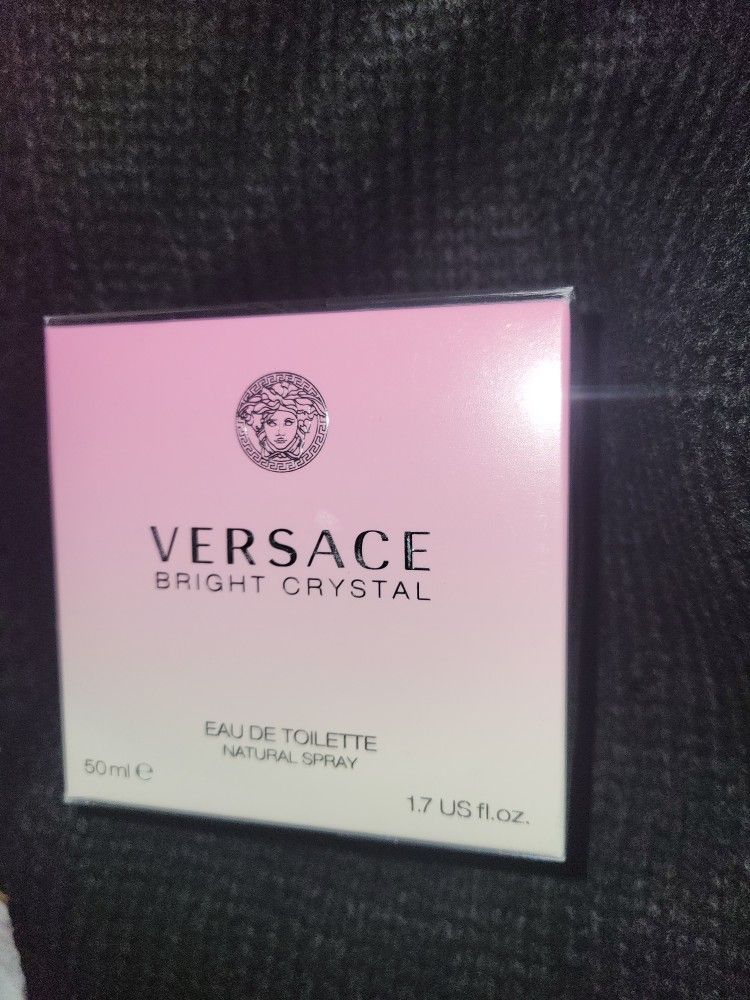 VERSACE
BRIGHT CRYSTAL
EAU DE TOILETTE
NATURAL SPRAY
50 ml ℮
1.7 US fl.oz.